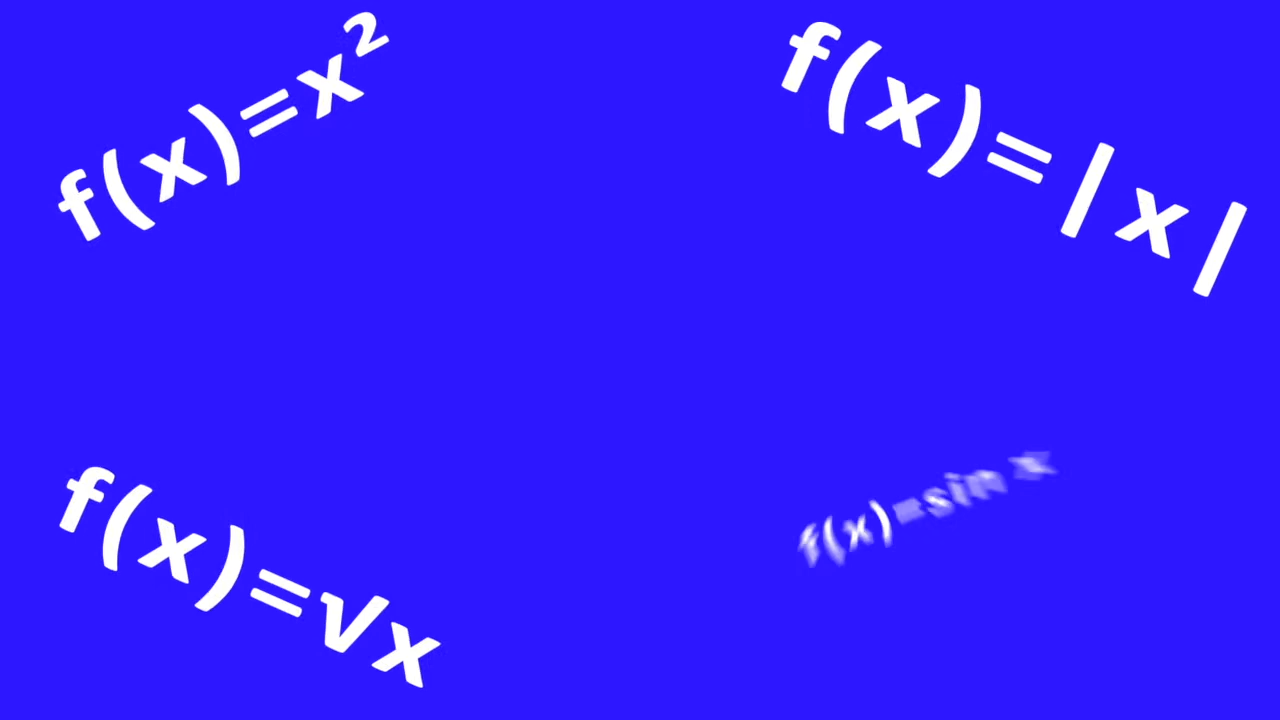 f(x)=x²
f(x)=|x|
f(x)=√x
f(x)=sin x